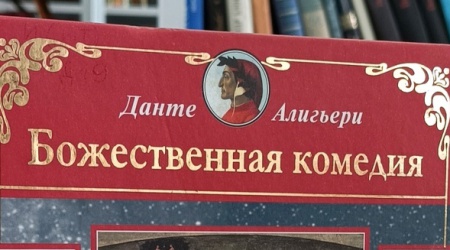 Данте Алигьери
Божественная комедия